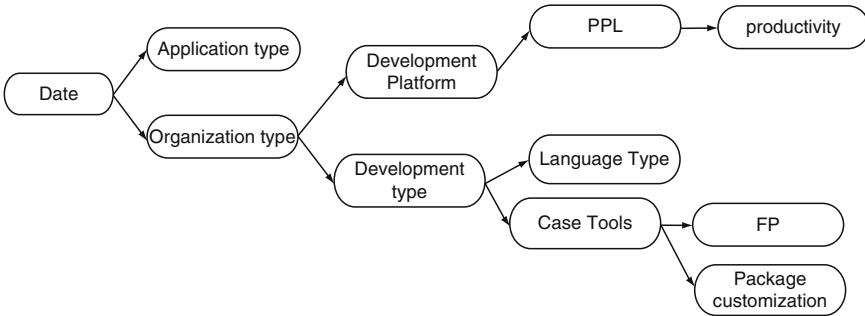 PPL
productivity
Application type
Development
Platform
Date
Organization type
Language Type
Development
type
Case Tools
FP
Package
customization